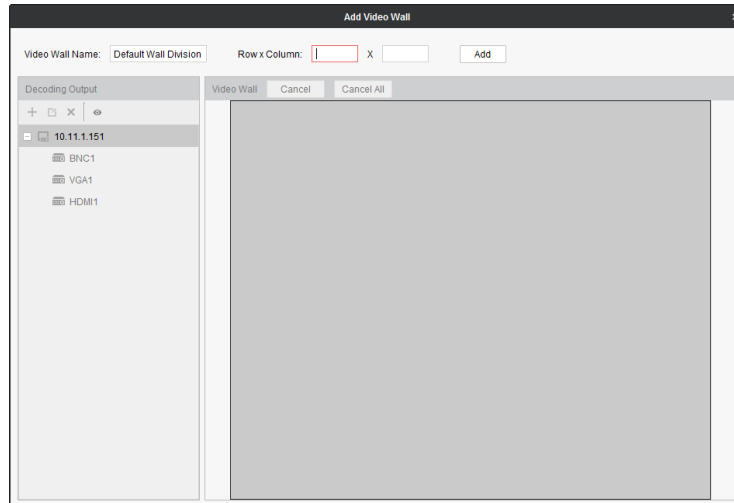 Add Video Wall
Video Wall Name: Default Wall Division Row x Column: X Add
Decoding Output
Video Wall Cancel Cancel All
10.11.1.151
BNC1
VGA1
HDMI1